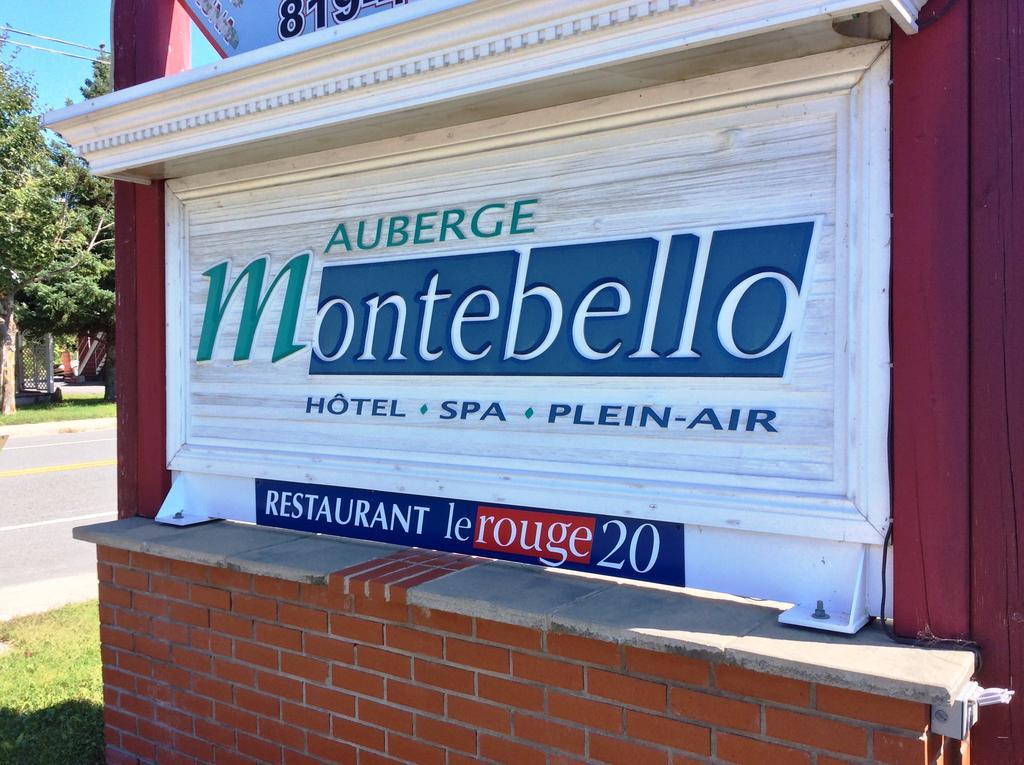 819-
AUBERGE
Montebello
HÔTEL • SPA • PLEIN-AIR
RESTAURANT le rouge 20